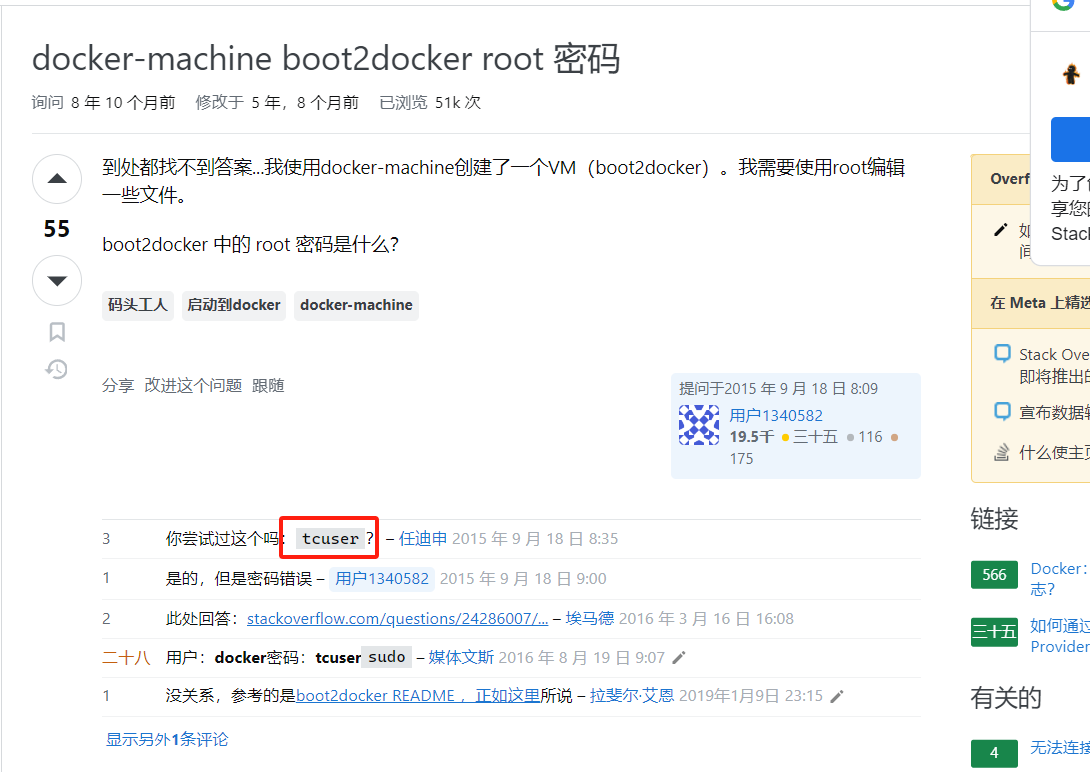 docker-machine boot2docker root 密码
询问 8 年 10 个月前 修改于 5 年，8 个月前 已浏览 51k 次
到处都找不到答案...我使用docker-machine创建了一个VM（boot2docker）。我需要使用root编辑
一些文件。
55
boot2docker 中的 root 密码是什么?
码头工人 启动到docker docker-machine
分享 改进这个问题 跟随
提问于2015 年 9 月 18 日 8:09
用户1340582
19.5千 三十五 116
175
3 你尝试过这个吗： tcuser? – 任迪申 2015 年 9 月 18 日 8:35
1 是的，但是密码错误 – 用户1340582 2015 年 9 月 18 日 9:00
2 此处回答：stackoverflow.com/questions/24286007/... – 埃马德 2016 年 3 月 16 日 16:08
二十八 用户：docker密码：tcuser sudo – 媒体文斯 2016 年 8 月 19 日 9:07
1 没关系，参考的是boot2docker README ，正如这里所说 – 拉斐尔·艾恩 2019年1月9日 23:15
显示另外1条评论
为了
享您
Stack
Overf
如
间
在 Meta 上精选
Stack Ove
即将推出的
宣布数据
什么使主页
链接
566 Docker：
志?
三十五 如何通过
Provider
有关的
4 无法连接